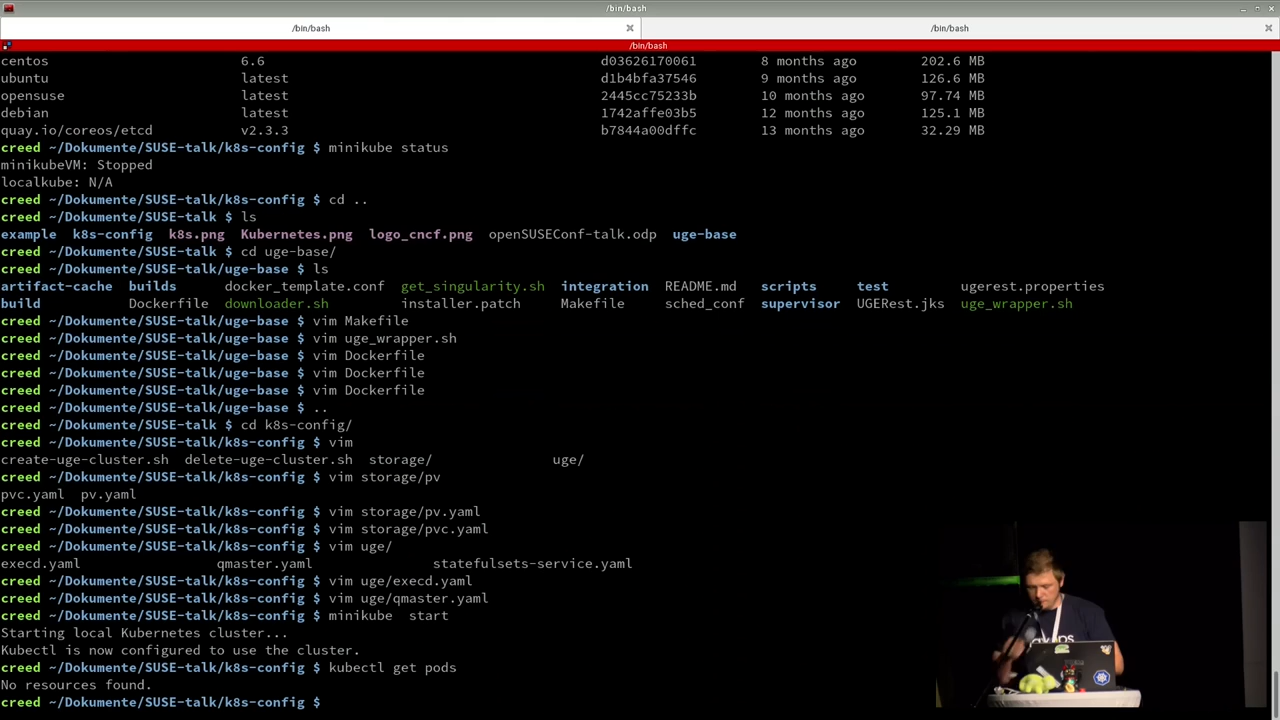 /bin/bash
/bin/bash /bin/bash
/bin/bash
centos 6.6 d03626170061 8 months ago 202.6 MB
ubuntu latest d1b4bfa37546 9 months ago 126.6 MB
opensuse latest 2445cc75233b 10 months ago 97.74 MB
debian latest 1742affe03b5 12 months ago 125.1 MB
quay.io/coreos/etcd v2.3.3 b7844a00dffc 13 months ago 32.29 MB
creed ~/Dokumente/SUSE-talk/k8s-config $ minikube status
minikubeVM: Stopped
localkube: N/A
creed ~/Dokumente/SUSE-talk/k8s-config $ cd ..
creed ~/Dokumente/SUSE-talk $ ls
example k8s-config k8s.png Kubernetes.png logo_cncf.png openSUSEConf-talk.odp uge-base
creed ~/Dokumente/SUSE-talk $ cd uge-base/
creed ~/Dokumente/SUSE-talk/uge-base $ ls
artifact-cache builds docker_template.conf get_singularity.sh integration README.md scripts test ugerest.properties
build Dockerfile downloader.sh installer.patch Makefile sched_conf supervisor UGERest.jks uge_wrapper.sh
creed ~/Dokumente/SUSE-talk/uge-base $ vim Makefile
creed ~/Dokumente/SUSE-talk/uge-base $ vim uge_wrapper.sh
creed ~/Dokumente/SUSE-talk/uge-base $ vim Dockerfile
creed ~/Dokumente/SUSE-talk/uge-base $ vim Dockerfile
creed ~/Dokumente/SUSE-talk/uge-base $ vim Dockerfile
creed ~/Dokumente/SUSE-talk/uge-base $ ..
creed ~/Dokumente/SUSE-talk $ cd k8s-config/
creed ~/Dokumente/SUSE-talk/k8s-config $ vim
create-uge-cluster.sh delete-uge-cluster.sh storage/ uge/
creed ~/Dokumente/SUSE-talk/k8s-config $ vim storage/pv
pvc.yaml pv.yaml
creed ~/Dokumente/SUSE-talk/k8s-config $ vim storage/pv.yaml
creed ~/Dokumente/SUSE-talk/k8s-config $ vim storage/pvc.yaml
creed ~/Dokumente/SUSE-talk/k8s-config $ vim uge/
execd.yaml qmaster.yaml statefulsets-service.yaml
creed ~/Dokumente/SUSE-talk/k8s-config $ vim uge/execd.yaml
creed ~/Dokumente/SUSE-talk/k8s-config $ vim uge/qmaster.yaml
creed ~/Dokumente/SUSE-talk/k8s-config $ minikube  start
Starting local Kubernetes cluster...
Kubectl is now configured to use the cluster.
creed ~/Dokumente/SUSE-talk/k8s-config $ kubectl get pods
No resources found.
creed ~/Dokumente/SUSE-talk/k8s-config $